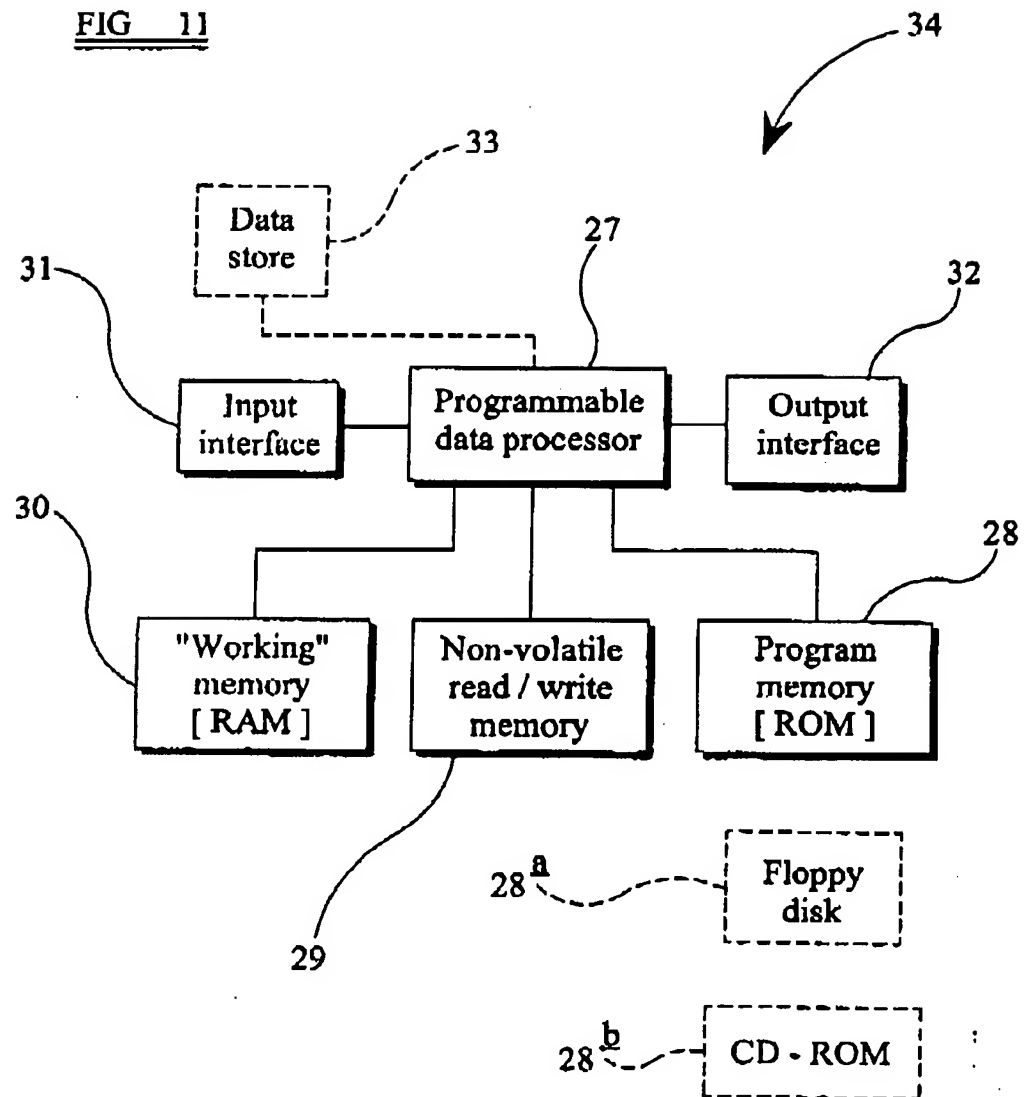 FIG 11
34
33
Data
store
27
31
32
Input
interface
Programmable
data processor
Output
interface
30
28
"Working"
memory
[ RAM ]
Non-volatile
read / write
memory
Program
memory
[ ROM ]
28a
Floppy
disk
29
28b
CD - ROM